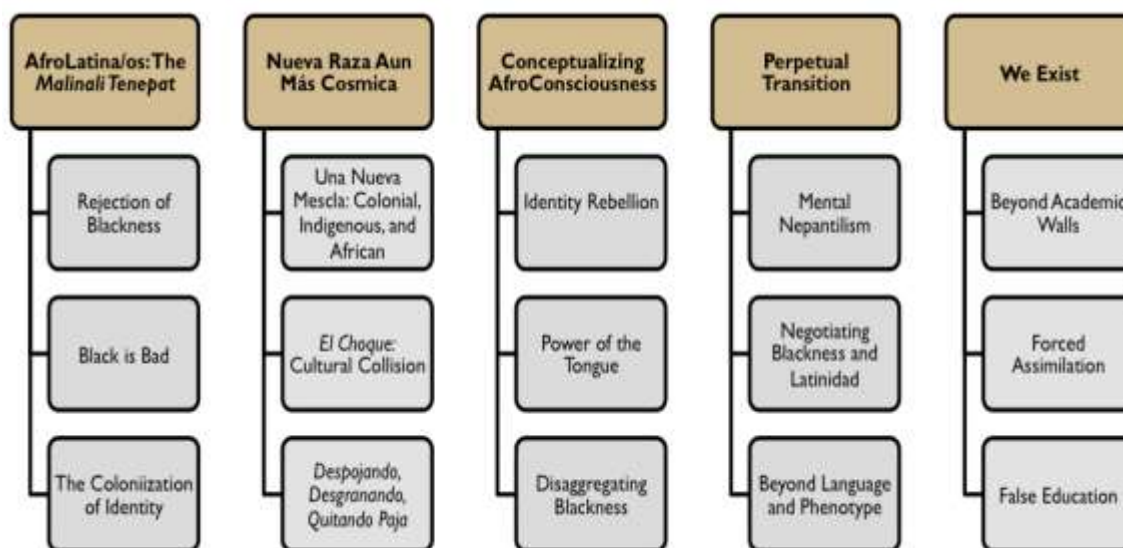 AfroLatina/os: The
Malinali Tenepat
Rejection of
Blackness
Black is Bad
The Coloniization
of Identity
Nueva Raza Aun
Más Cosmica
Una Nueva
Mescla: Colonial,
Indigenous, and
African
El Choque:
Cultural Collision
Despojando,
Desgranando,
Quitando Paja
Conceptualizing
AfroConsciousness
Identity Rebellion
Power of the
Tongue
Disaggregating
Blackness
Perpetual
Transition
Mental
Nepantilism
Negotiating
Blackness and
Latinidad
Beyond Language
and Phenotype
We Exist
Beyond Academic
Walls
Forced
Assimilation
False Education